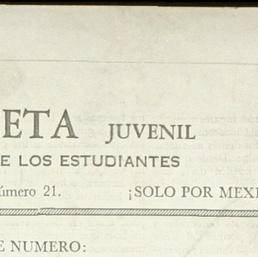 ETA JUVENIL
E LOS ESTUDIANTES
úmero 21. ¡SOLO POR MEXI
E NUMERO: